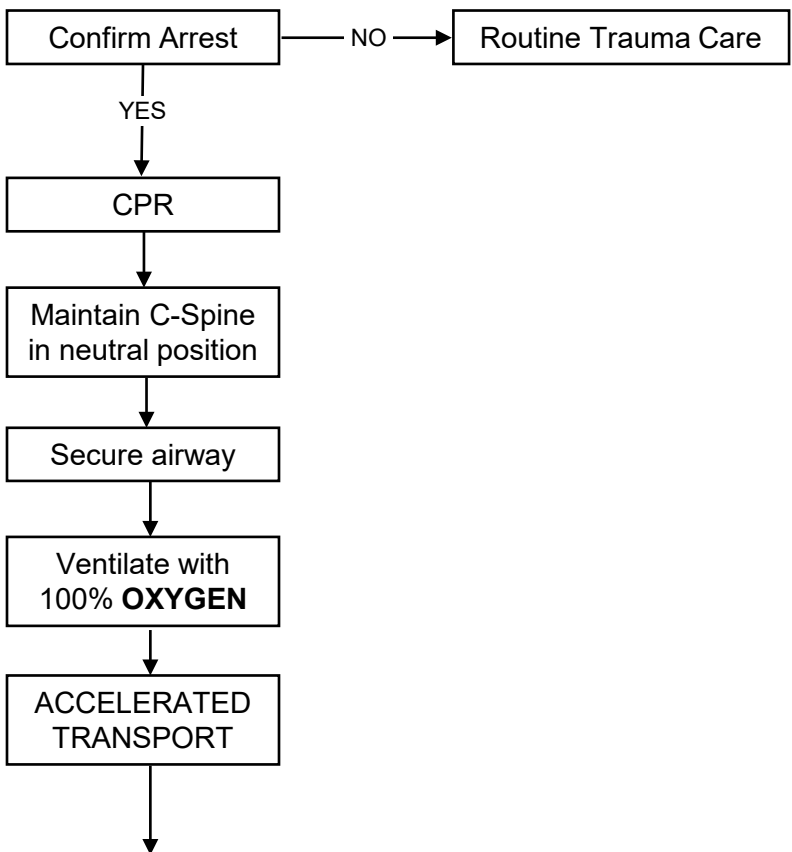 Confirm Arrest
NO
Routine Trauma Care
YES
CPR
Maintain C-Spine
in neutral position
Secure airway
Ventilate with
100% OXYGEN
ACCELERATED
TRANSPORT